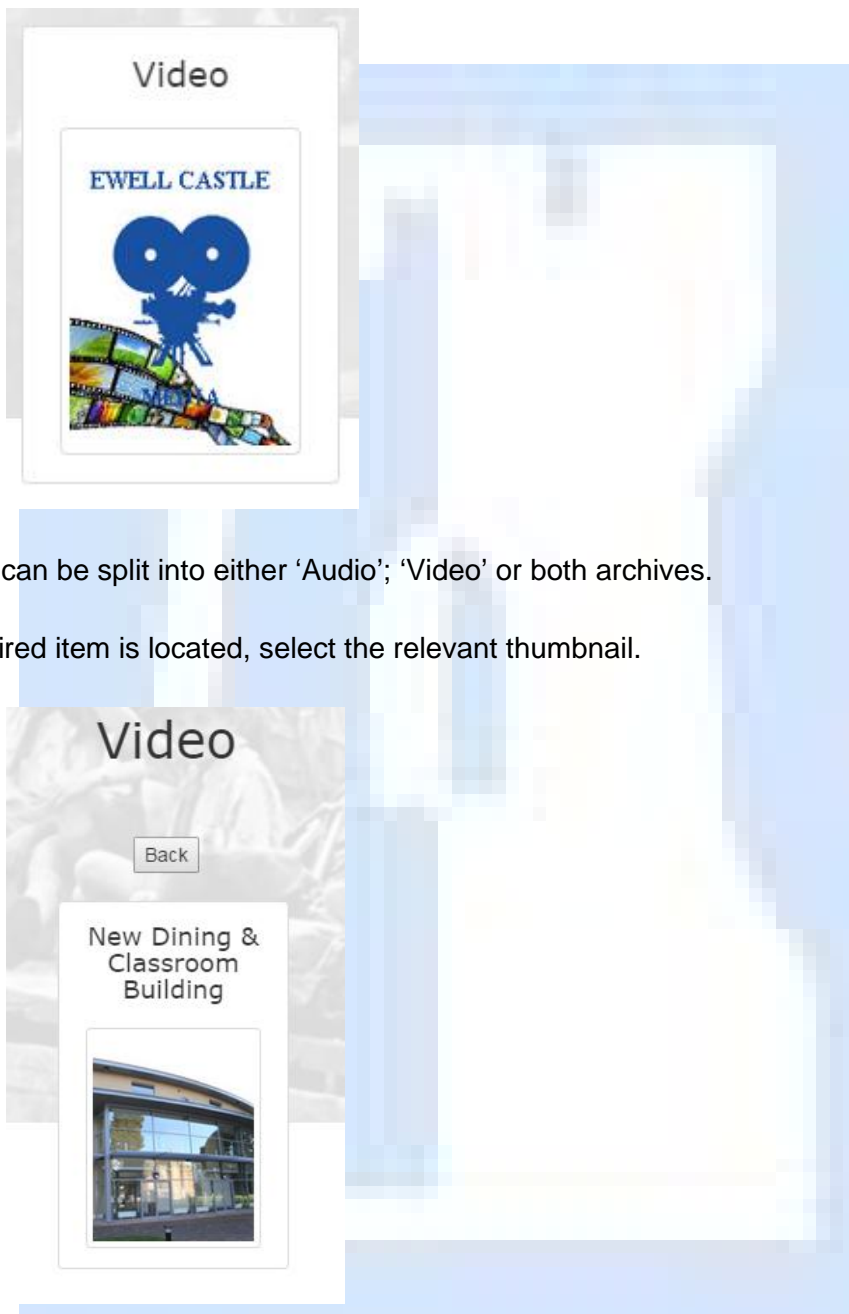 Video
EWELL CASTLE
MEDIA
can be split into either ‘Audio’; ‘Video’ or both archives.
ired item is located, select the relevant thumbnail.
Video
Back
New Dining &
Classroom
Building